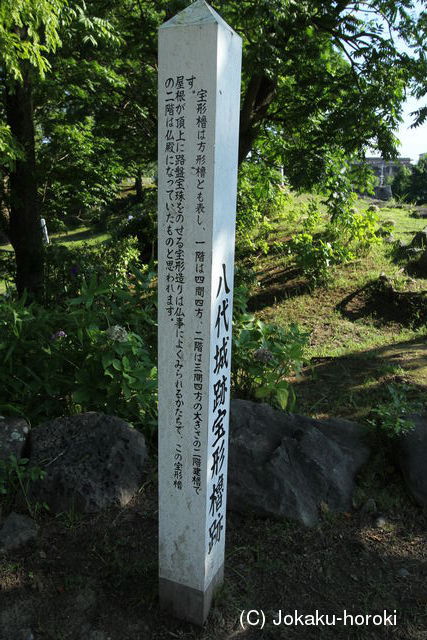 八代城跡宝形櫓跡
宝形櫓は方形櫓とも表し、一階は四間四方、二階は三間四方の大きさの二階建櫓で
す。
屋根が頂上に路盤宝珠をのせる宝形造りは仏事によくみられるかたちで、この宝形櫓
の二階は仏殿になっていたものと思われます。
(C) Jokaku-horoki